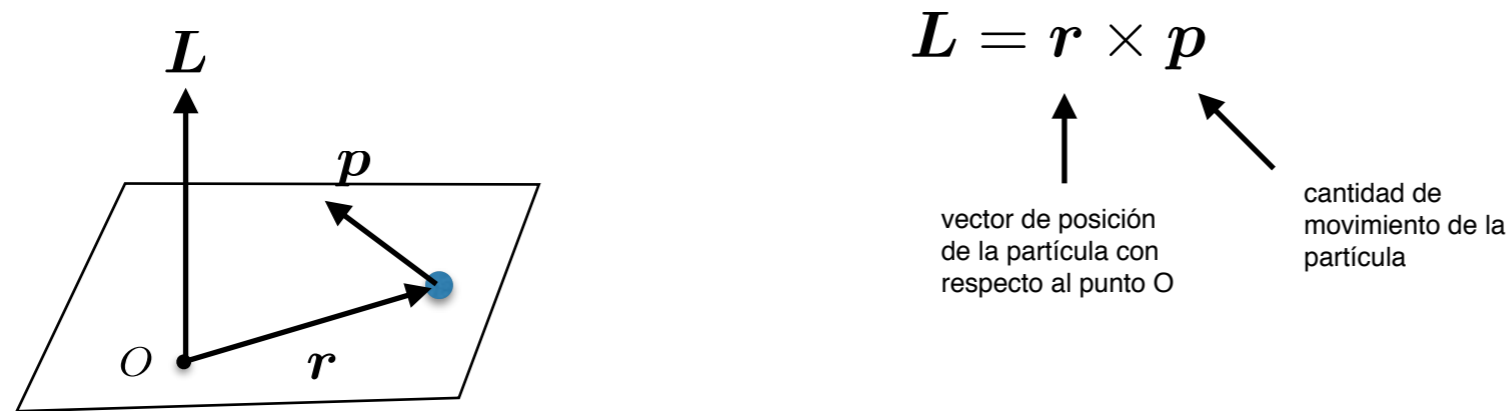 L
p
O
r
L = r × p
vector de posición
de la partícula con
respecto al punto O
cantidad de
movimiento de la
partícula